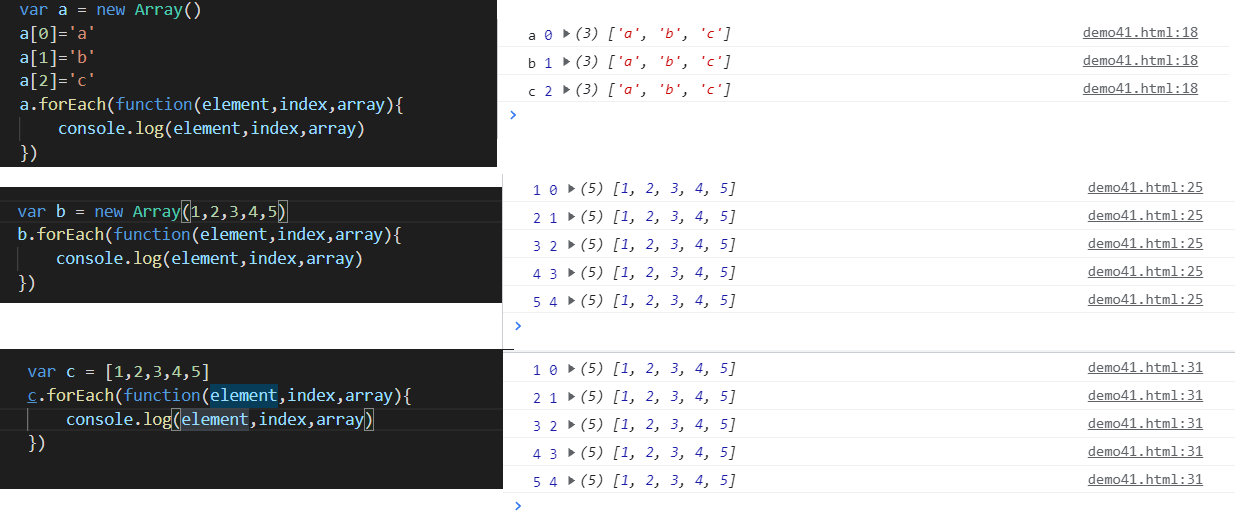 var a = new Array()
a[0]='a'
a[1]='b'
a[2]='c'
a.forEach(function(element,index,array){
console.log(element,index,array)
})
a 0 ▶(3) ['a', 'b', 'c'] demo41.html:18
b 1 ▶(3) ['a', 'b', 'c'] demo41.html:18
c 2 ▶(3) ['a', 'b', 'c'] demo41.html:18
>
var b = new Array(1,2,3,4,5)
b.forEach(function(element,index,array){
console.log(element,index,array)
})
1 0 ▶(5) [1, 2, 3, 4, 5] demo41.html:25
2 1 ▶(5) [1, 2, 3, 4, 5] demo41.html:25
3 2 ▶(5) [1, 2, 3, 4, 5] demo41.html:25
4 3 ▶(5) [1, 2, 3, 4, 5] demo41.html:25
5 4 ▶(5) [1, 2, 3, 4, 5] demo41.html:25
>
var c = [1,2,3,4,5]
c.forEach(function(element,index,array){
console.log(element,index,array)
})
1 0 ▶(5) [1, 2, 3, 4, 5] demo41.html:31
2 1 ▶(5) [1, 2, 3, 4, 5] demo41.html:31
3 2 ▶(5) [1, 2, 3, 4, 5] demo41.html:31
4 3 ▶(5) [1, 2, 3, 4, 5] demo41.html:31
5 4 ▶(5) [1, 2, 3, 4, 5] demo41.html:31
>